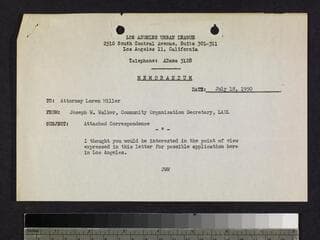 LOS ANGELES URBAN LEAGUE
2510 South Central Avenue, Suite 301-311
Los Angeles 11, California
Telephone: ADams 3128
MEMORANDUM
DATE: July 18, 1950
TO: Attorney Loren Miller
FROM: Joseph W. Walker, Community Organization Secretary, LAUL
SUBJECT: Attached Correspondence
- * -
I thought you would be interested in the point of view
expressed in this letter for possible application here
in Los Angeles.
JWW